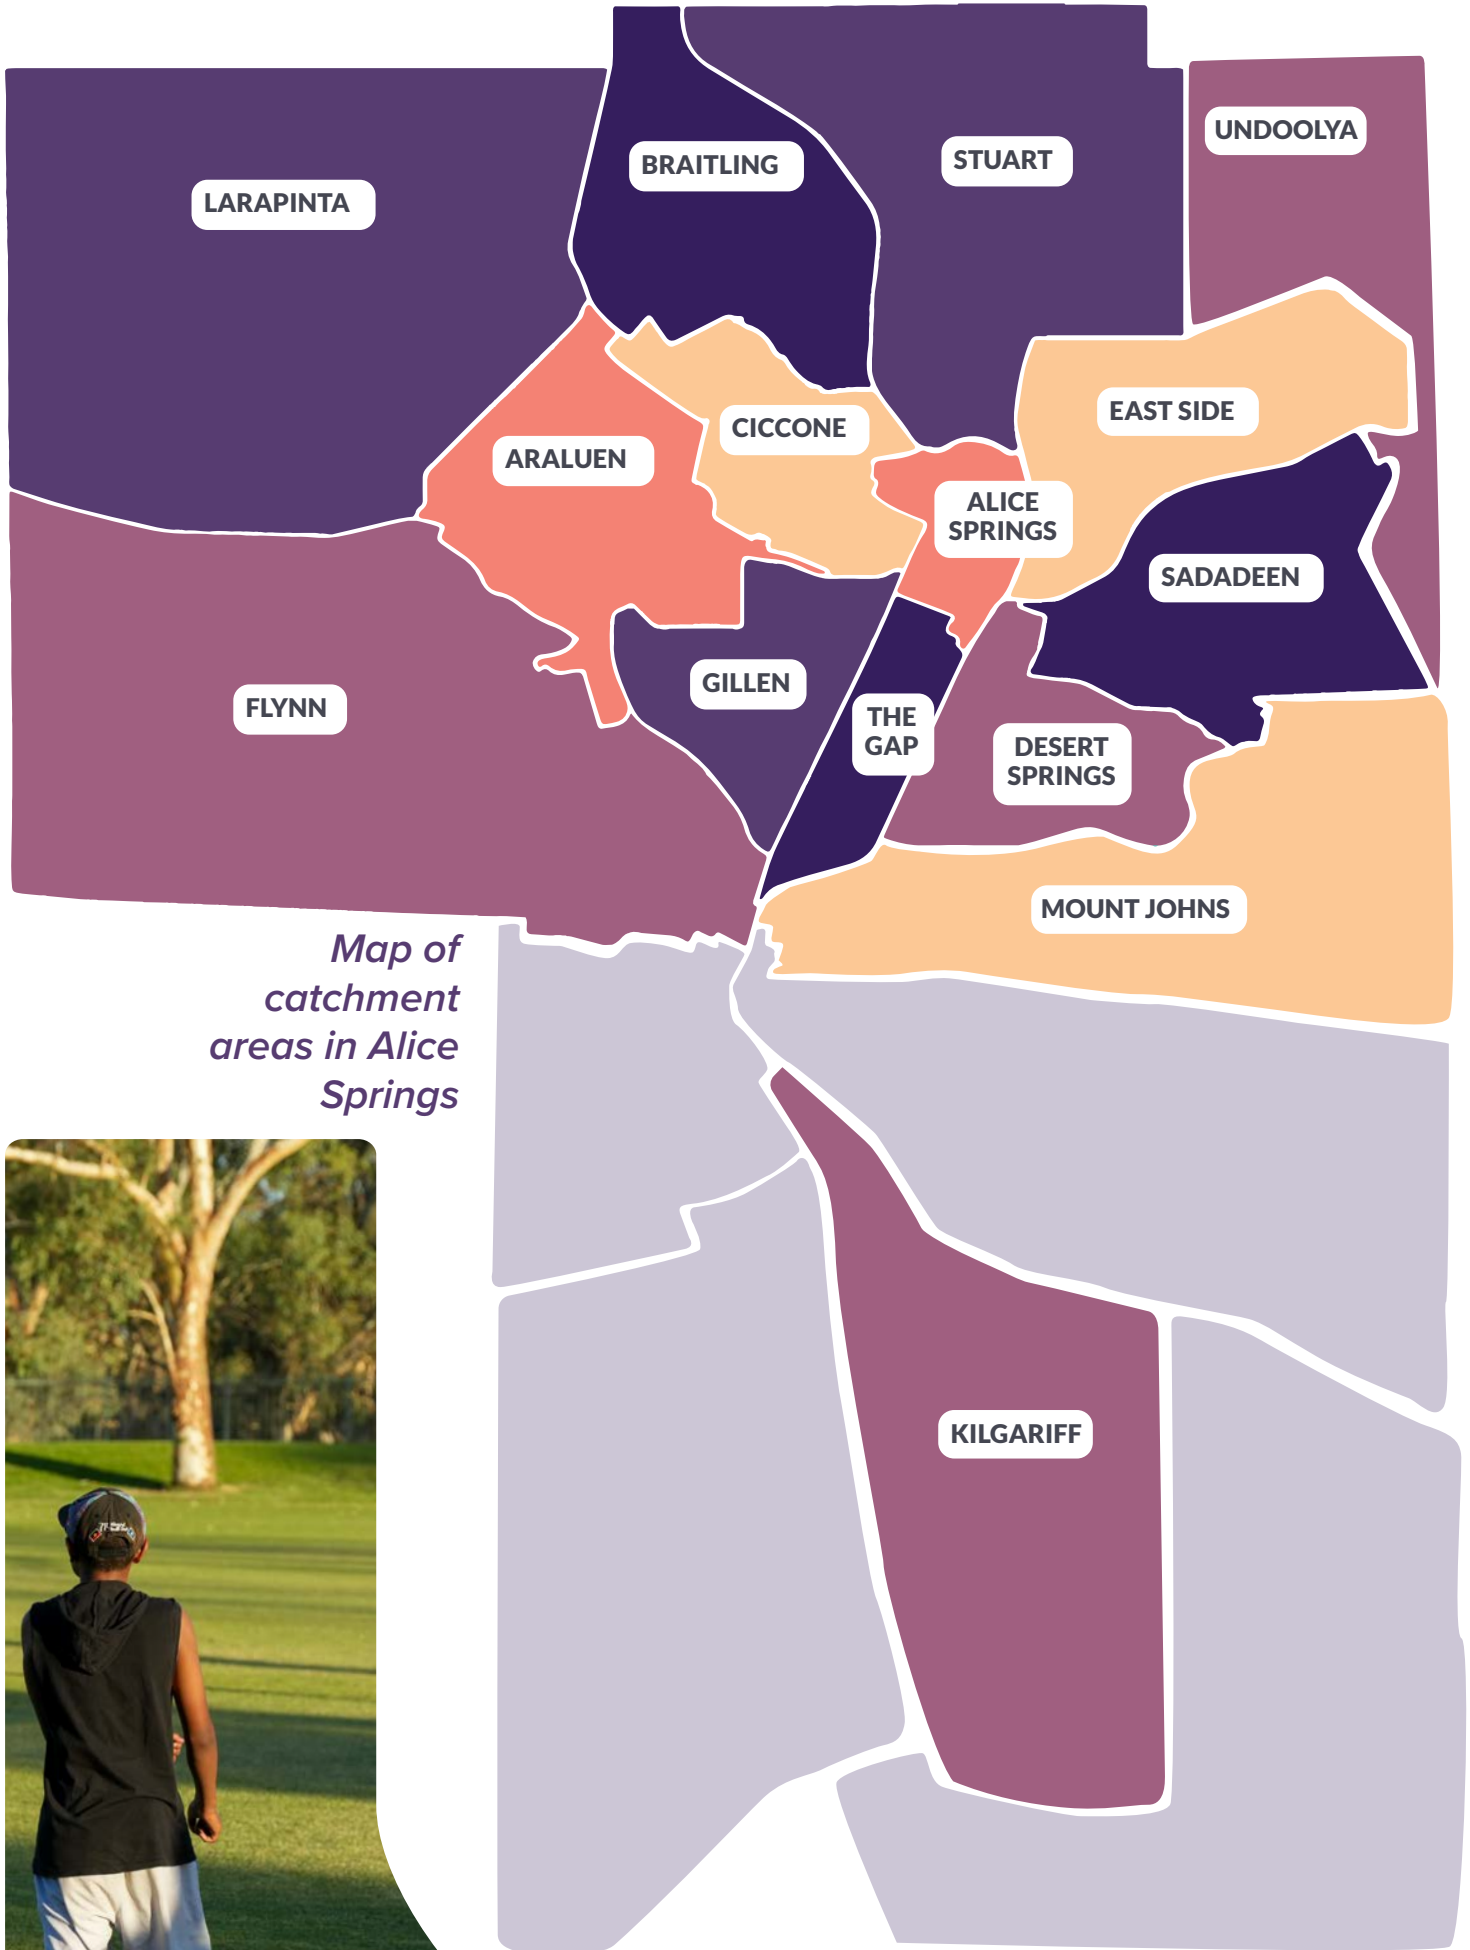 UNDOOLYA
STUART
BRAITLING
LARAPINTA
EAST SIDE
CICCONE
ARALUEN
ALICE
SPRINGS
SADADEEN
GILLEN
FLYNN
THE
GAP
DESERT
SPRINGS
MOUNT JOHNS
Map of
catchment
areas in Alice
Springs
KILGARIFF